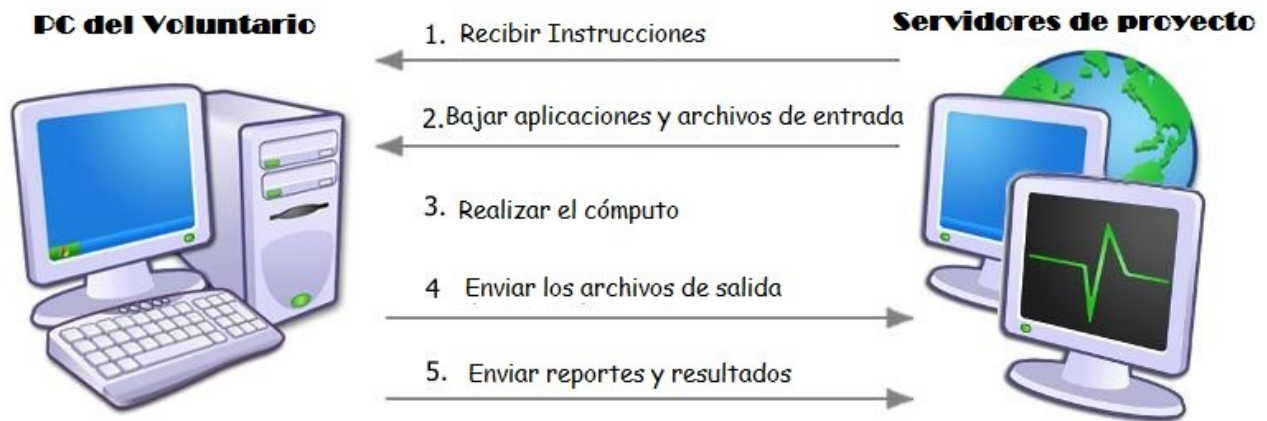 PC del Voluntario
Servidores de proyecto
1. Recibir Instrucciones
2. Bajar aplicaciones y archivos de entrada
3. Realizar el cómputo
4 Enviar los archivos de salida
5. Enviar reportes y resultados